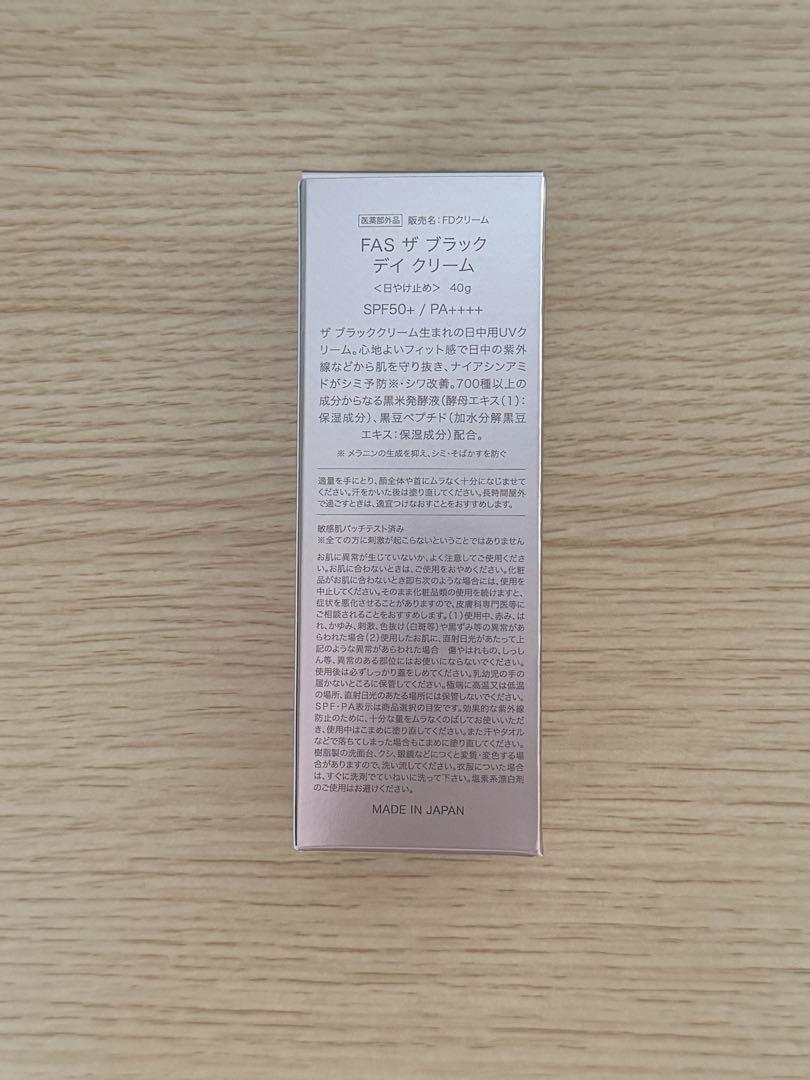 医薬部外品 販売名:FDクリーム
FAS ザ ブラック
デイ クリーム
<日やけ止め> 40g
SPF50+ / PA++++
ザ ブラッククリーム生まれの日中用UVク
リーム。心地よいフィット感で日中の紫外
線などから肌を守り抜き、ナイアシンアミ
ドがシミ予防※・シワ改善。700種以上の
成分からなる黒米発酵液(酵母エキス(1):
保湿成分)、黒豆ペプチド(加水分解黒豆
エキス:保湿成分)配合。
※ メラニンの生成を抑え、シミ・そばかすを防ぐ
適量を手にとり、顔全体や首にムラなく十分になじませて
ください。汗をかいた後は塗り直してください。長時間屋外
で過ごすときは、適宜つけなおすことをおすすめします。
敏感肌パッチテスト済み
※全ての方に刺激が起こらないということではありません
お肌に異常が生じていないか、よく注意してご使用くださ
い。お肌に合わないときは、ご使用をおやめください。化粧
品がお肌に合わないとき即ち次のような場合には、使用を
中止してください。そのまま化粧品類の使用を続けますと、
症状を悪化させることがありますので、皮膚科専門医等に
ご相談されることをおすすめします。(1)使用中、赤み、は
れ、かゆみ、刺激、色抜け(白斑等)や黒ずみ等の異常があ
らわれた場合(2)使用したお肌に、直射日光があたって上
記のような異常があらわれた場合 傷やはれもの、しっし
ん等、異常のある部位にはお使いにならないでください。
使用後は必ずしっかり蓋をしめてください。乳幼児の手の
届かないところに保管してください。極端に高温又は低温
の場所、直射日光のあたる場所には保管しないでください。
SPF・PA表示は商品選択の目安です。効果的な紫外線
防止のために、十分な量をムラなくのばしてお使いいただ
き、使用中はこまめに塗り直してください。また汗やタオル
などで落ちてしまった場合もこまめに塗り直してください。
樹脂製の洗面台、クシ、眼鏡などにつくと変質・変色する場
合がありますので、洗い流してください。衣服についた場合
は、すぐに洗剤でていねいに洗って下さい。塩素系漂白剤
のご使用はお避けください。
MADE IN JAPAN